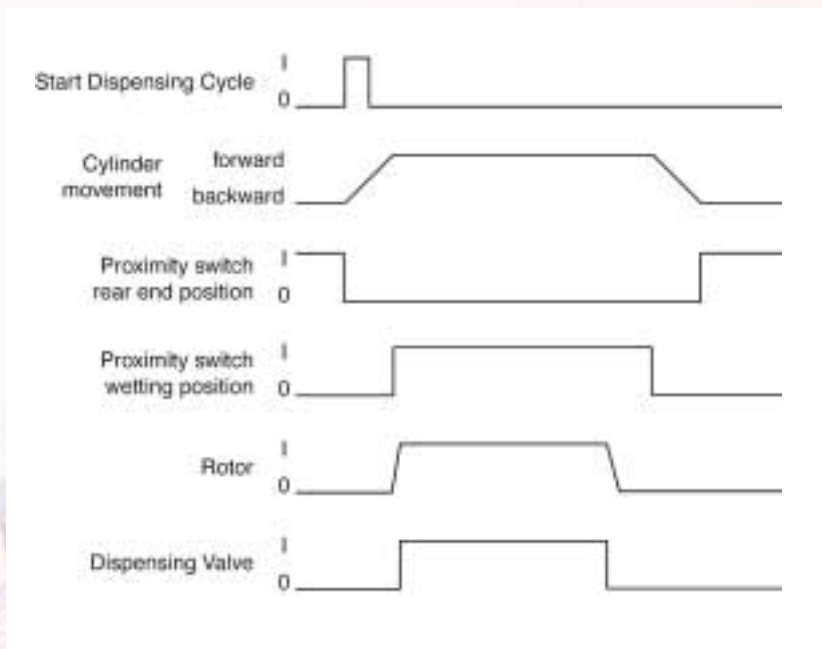 Start Dispensing Cycle
1
0
Cylinder
movement
forward
backward
Proximity switch
rear end position
1
0
Proximity switch
wetting position
1
0
Rotor
1
0
Dispensing Valve
1
0